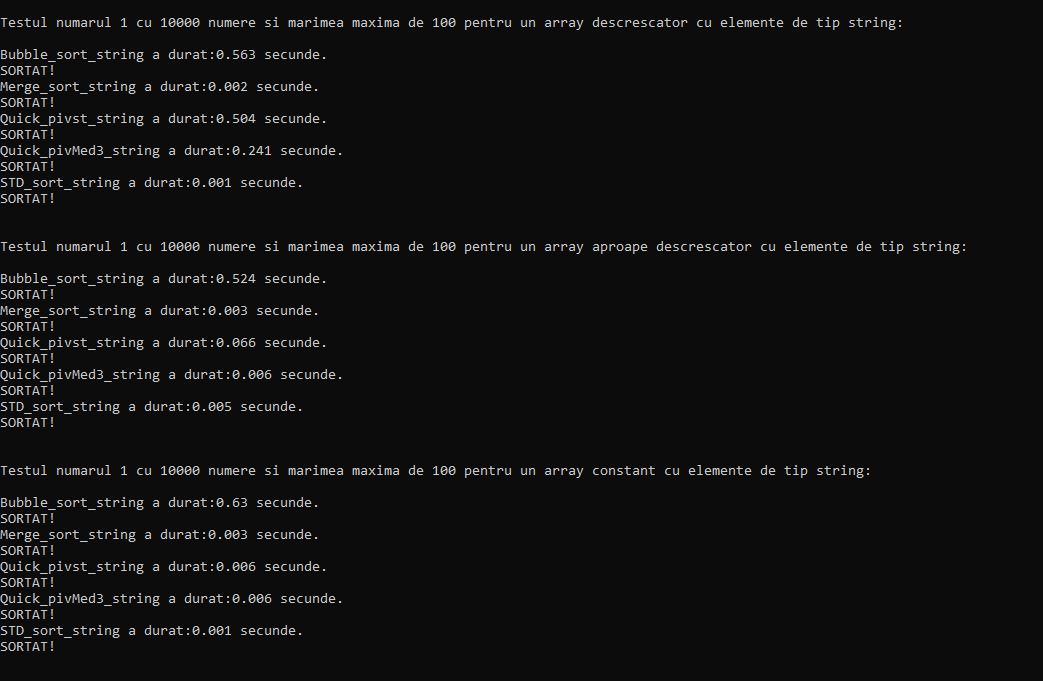 Testul numarul 1 cu 10000 numere si marimea maxima de 100 pentru un array descrescator cu elemente de tip string:
Bubble_sort_string a durat:0.563 secunde.
SORTAT!
Merge_sort_string a durat:0.002 secunde.
SORTAT!
Quick_pivst_string a durat:0.504 secunde.
SORTAT!
Quick_pivMed3_string a durat:0.241 secunde.
SORTAT!
STD_sort_string a durat:0.001 secunde.
SORTAT!
Testul numarul 1 cu 10000 numere si marimea maxima de 100 pentru un array aproape descrescator cu elemente de tip string:
Bubble_sort_string a durat:0.524 secunde.
SORTAT!
Merge_sort_string a durat:0.003 secunde.
SORTAT!
Quick_pivst_string a durat:0.066 secunde.
SORTAT!
Quick_pivMed3_string a durat:0.006 secunde.
SORTAT!
STD_sort_string a durat:0.005 secunde.
SORTAT!
Testul numarul 1 cu 10000 numere si marimea maxima de 100 pentru un array constant cu elemente de tip string:
Bubble_sort_string a durat:0.63 secunde.
SORTAT!
Merge_sort_string a durat:0.003 secunde.
SORTAT!
Quick_pivst_string a durat:0.006 secunde.
SORTAT!
Quick_pivMed3_string a durat:0.006 secunde.
SORTAT!
STD_sort_string a durat:0.001 secunde.
SORTAT!